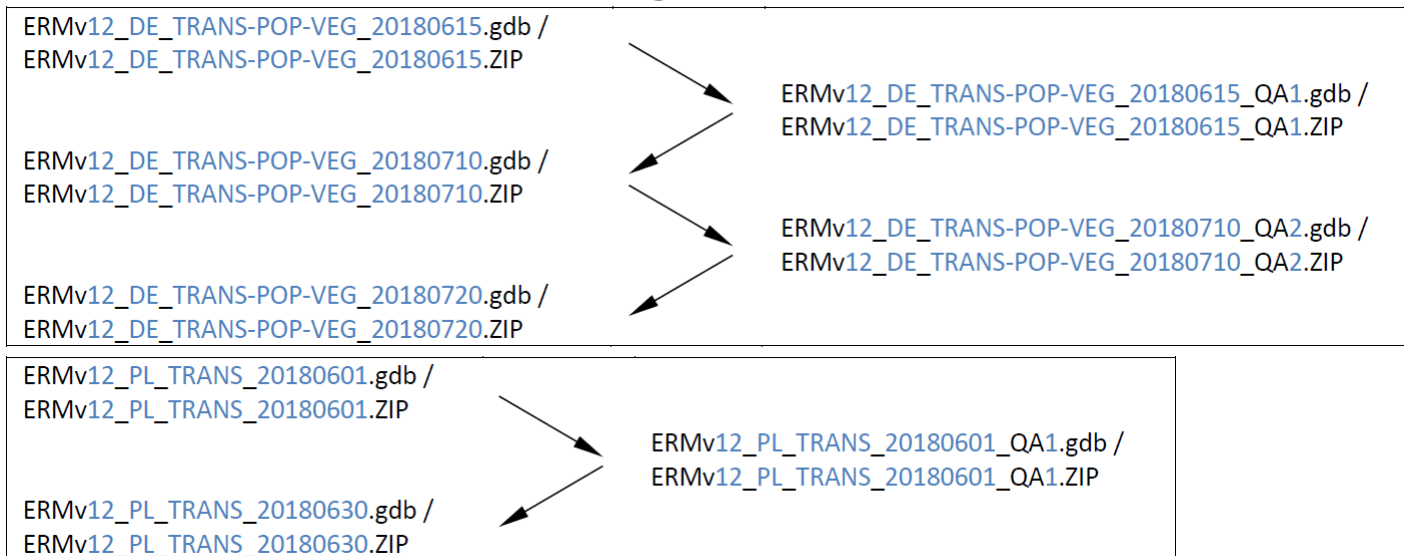 ERMv12_DE_TRANS-POP-VEG_20180615.gdb /
ERMv12_DE_TRANS-POP-VEG_20180615.ZIP
ERMv12_DE_TRANS-POP-VEG_20180615_QA1.gdb /
ERMv12_DE_TRANS-POP-VEG_20180615_QA1.ZIP
ERMv12_DE_TRANS-POP-VEG_20180710.gdb /
ERMv12_DE_TRANS-POP-VEG_20180710.ZIP
ERMv12_DE_TRANS-POP-VEG_20180710_QA2.gdb /
ERMv12_DE_TRANS-POP-VEG_20180710_QA2.ZIP
ERMv12_DE_TRANS-POP-VEG_20180720.gdb /
ERMv12_DE_TRANS-POP-VEG_20180720.ZIP
ERMv12_PL_TRANS_20180601.gdb /
ERMv12_PL_TRANS_20180601.ZIP
ERMv12_PL_TRANS_20180601_QA1.gdb /
ERMv12_PL_TRANS_20180601_QA1.ZIP
ERMv12_PL_TRANS_20180630.gdb /
ERMv12_PL_TRANS_20180630.ZIP